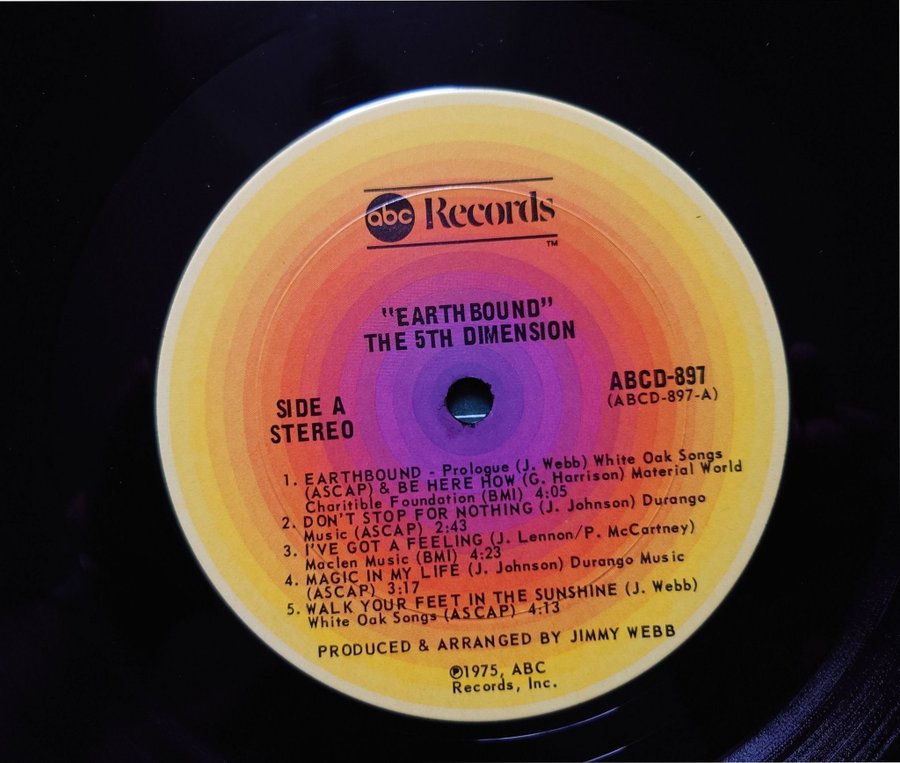 abc Records
TM
"EARTHBOUND"
THE 5TH DIMENSION
SIDE A
STEREO
ABCD-897
(ABCD-897-A)
1. EARTHBOUND - Prologue (J. Webb) White Oak Songs
(ASCAP) & BE HERE HOW (G. Harrison) Material World
Charitible Foundation (BMI) 4:05
2. DON'T STOP FOR NOTHING (J. Johnson) Durango
Music (ASCAP) 2:43
3. I'VE GOT A FEELING (J. Lennon/P. McCartney)
Maclen Music (BMI) 4:23
4. MAGIC IN MY LIFE (J. Johnson) Durango Music
(ASCAP) 3:17
5. WALK YOUR FEET IN THE SUNSHINE (J. Webb)
White Oak Songs (ASCAP) 4:13
PRODUCED & ARRANGED BY JIMMY WEBB
℗1975, ABC
Records, Inc.